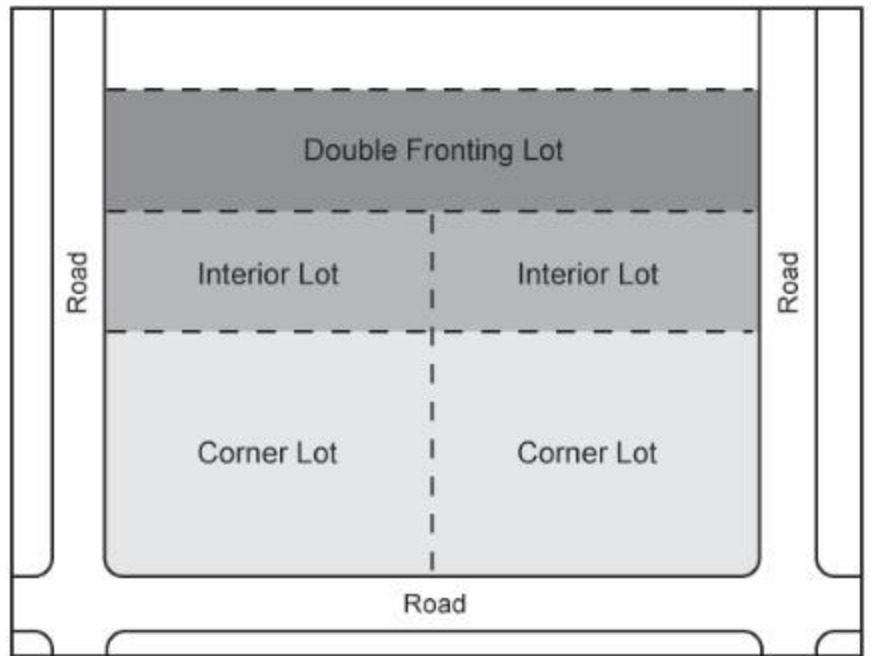 Double Fronting Lot
Road
Interior Lot
Interior Lot
Road
Corner Lot
Corner Lot
Road